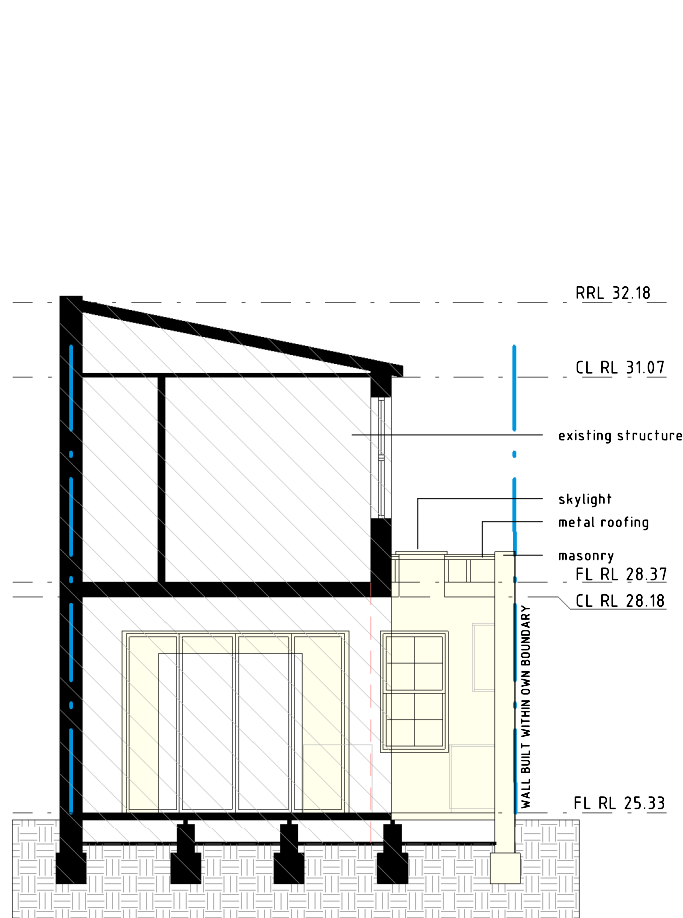 RRL 32.18
CL RL 31.07
existing structure
skylight
metal roofing
masonry
FL RL 28.37
CL RL 28.18
WALL BUILT WITHIN OWN BOUNDARY
FL RL 25.33